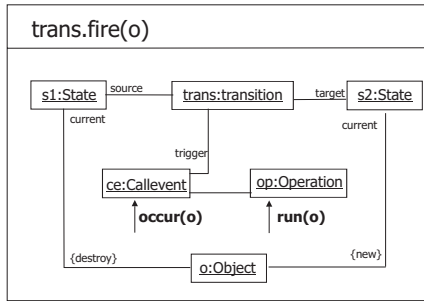 trans.fire(o)
s1:State
source
trans:transition
target
s2:State
current
current
trigger
ce:Callevent
op:Operation
occur(o)
run(o)
{destroy}
o:Object
{new}